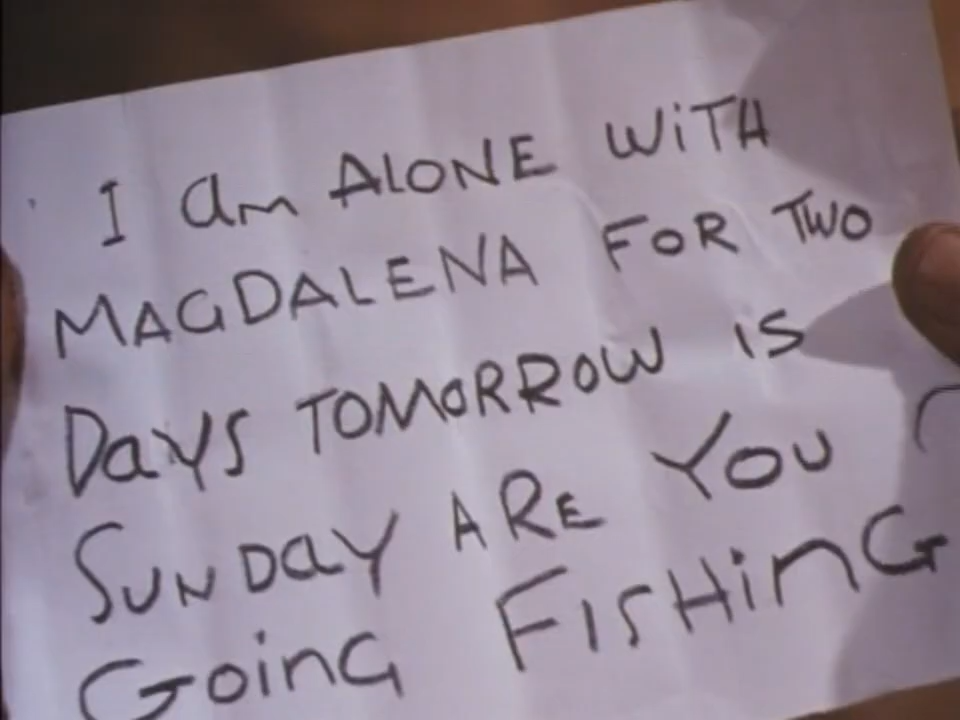 I am ALONE WiTH
MAGDALENA FOR TWO
DaYS TOMORROW IS
SUNDaY ARE YOU
GoinG FISHinG